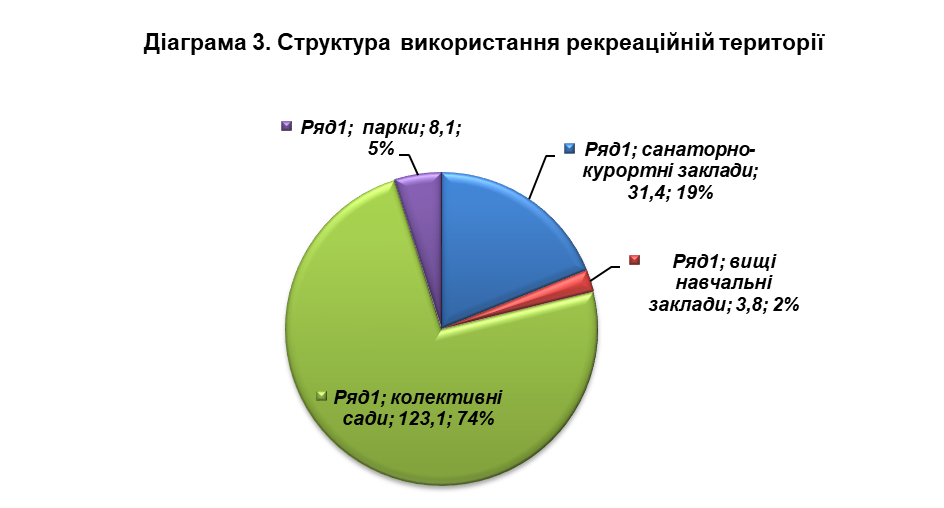 Діаграма 3. Структура використання рекреаційній території
Ряд1; парки; 8,1;
5%
Ряд1; санаторно-
курортні заклади;
31,4; 19%
Ряд1; вищі
навчальні
заклади; 3,8; 2%
Ряд1; колективні
сади; 123,1; 74%